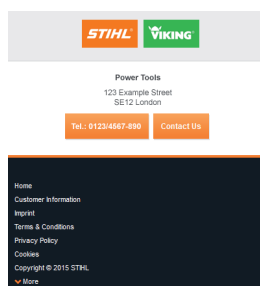 STIHL VIKING
Power Tools
123 Example Street
SE12 London
Tel.: 0123/4567-890 Contact Us
Home
Customer Information
Imprint
Terms & Conditions
Privacy Policy
Cookies
Copyright © 2015 STIHL
More